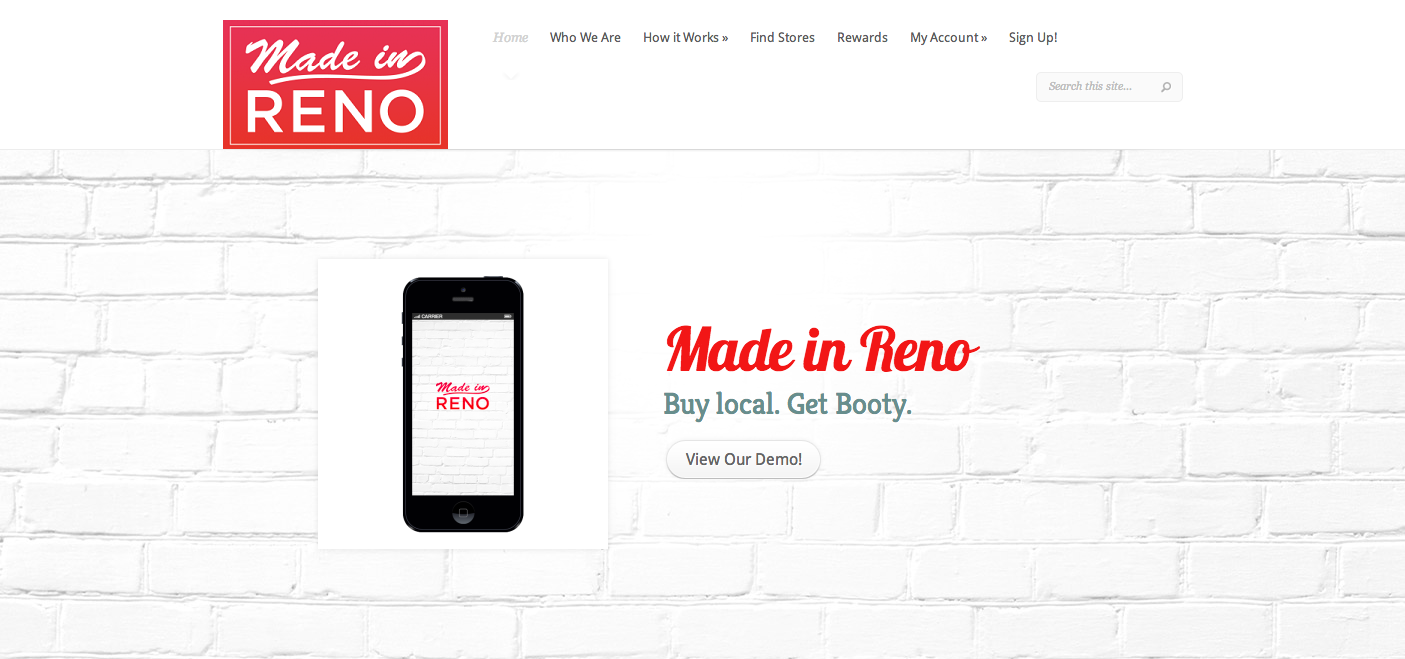 Made in
RENO
Home Who We Are How it Works » Find Stores Rewards My Account » Sign Up!
Search this site...
CARRIER
Made in
RENO
Made in Reno
Buy local. Get Booty.
View Our Demo!